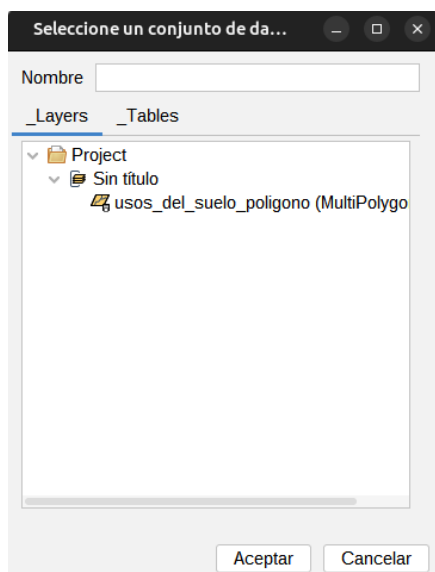 Seleccione un conjunto de da...
Nombre
_Layers _Tables
Project
Sin título
usos_del_suelo_poligono (MultiPolygo
Aceptar Cancelar